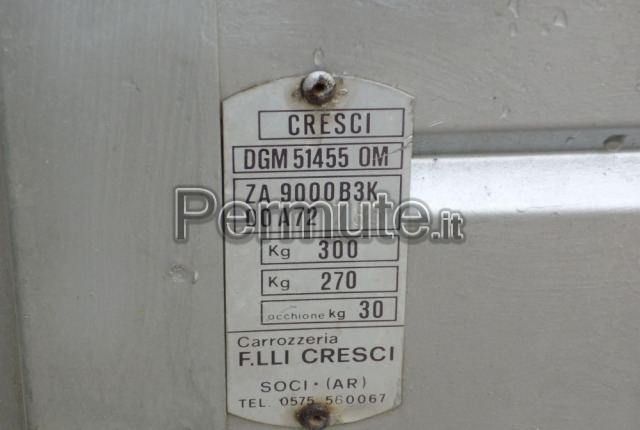 CRESCI
DGM 51455 OM
ZA 9000B3K
00A72
Permute.it
Kg 300
Kg 270
occhione kg 30
Carrozzeria
F.LLI CRESCI
SOCI · (AR)
TEL. 0575 560067